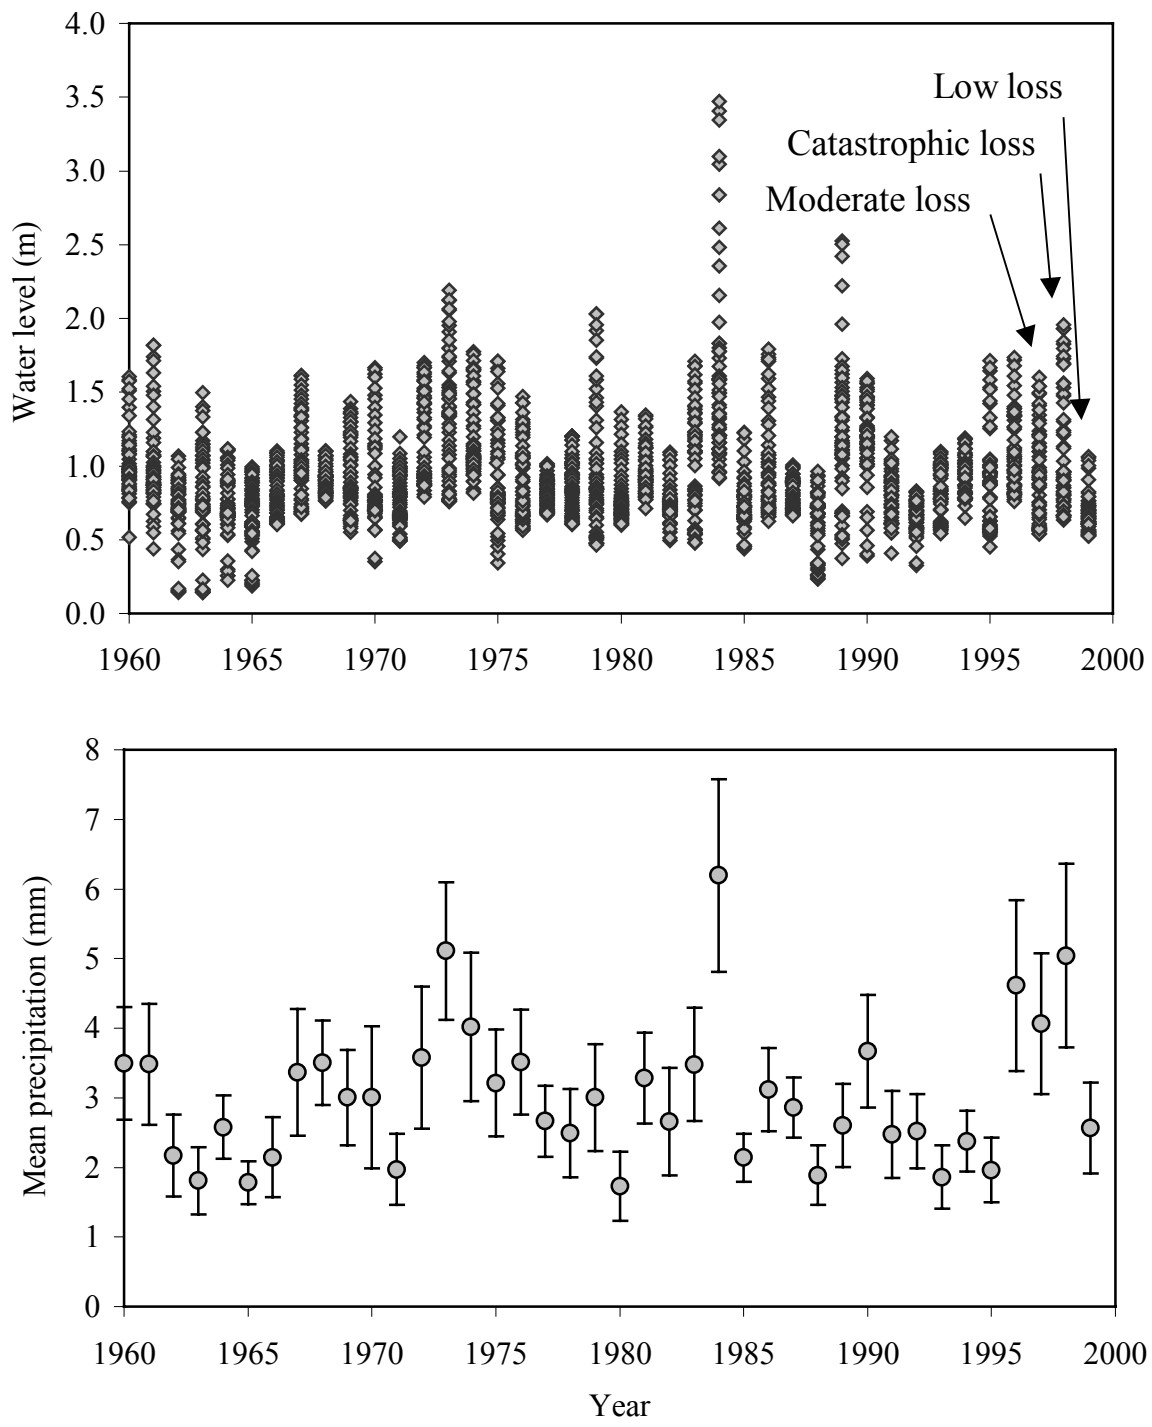 4.0
3.5
3.0
2.5
2.0
1.5
1.0
0.5
0.0
Water level (m)
Low loss
Catastrophic loss
Moderate loss
1960 1965 1970 1975 1980 1985 1990 1995 2000
8
7
6
5
4
3
2
1
0
Mean precipitation (mm)
1960 1965 1970 1975 1980 1985 1990 1995 2000
Year